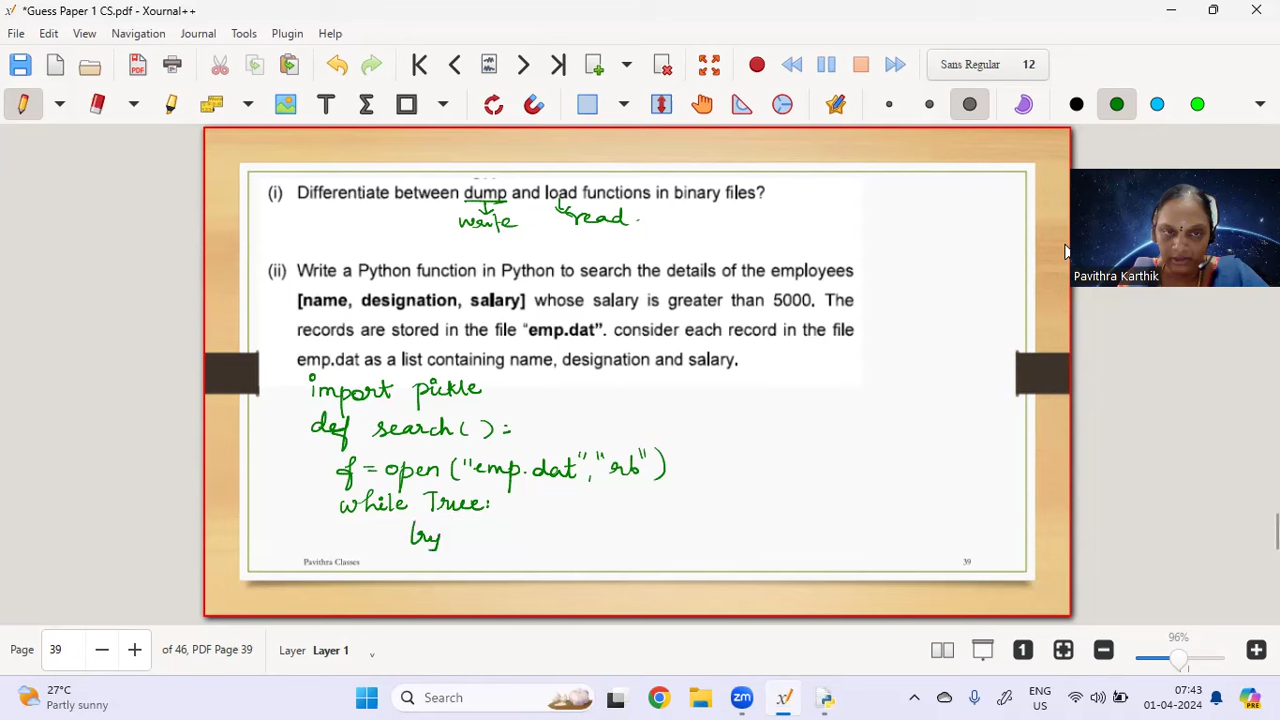 *Guess Paper 1 CS.pdf - Xournal++
File Edit View Navigation Journal Tools Plugin Help
Sans Regular 12
(i) Differentiate between dump and load functions in binary files?
write read
(ii) Write a Python function in Python to search the details of the employees
[name, designation, salary] whose salary is greater than 5000. The
records are stored in the file “emp.dat”. consider each record in the file
emp.dat as a list containing name, designation and salary.
import pickle
def search( ):
f = open ("emp.dat","rb")
while True:
try
Pavithra Classes 39
Pavithra Karthik
Page 39 of 46, PDF Page 39 Layer Layer 1 1 96%
27°C
Partly sunny
Search
zm
ENG
US
07:43
01-04-2024
PRE